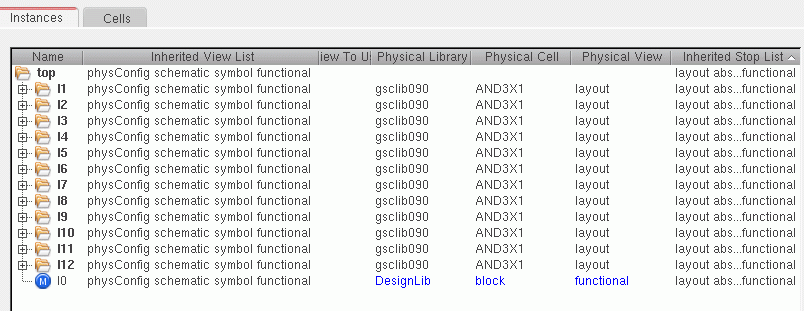 Instances Cells
Name Inherited View List iew To U Physical Library Physical Cell Physical View Inherited Stop List
top physConfig schematic symbol functional layout abs...functional
I1 physConfig schematic symbol functional gsclib090 AND3X1 layout layout abs...functional
I2 physConfig schematic symbol functional gsclib090 AND3X1 layout layout abs...functional
I3 physConfig schematic symbol functional gsclib090 AND3X1 layout layout abs...functional
I4 physConfig schematic symbol functional gsclib090 AND3X1 layout layout abs...functional
I5 physConfig schematic symbol functional gsclib090 AND3X1 layout layout abs...functional
I6 physConfig schematic symbol functional gsclib090 AND3X1 layout layout abs...functional
I7 physConfig schematic symbol functional gsclib090 AND3X1 layout layout abs...functional
I8 physConfig schematic symbol functional gsclib090 AND3X1 layout layout abs...functional
I9 physConfig schematic symbol functional gsclib090 AND3X1 layout layout abs...functional
I10 physConfig schematic symbol functional gsclib090 AND3X1 layout layout abs...functional
I11 physConfig schematic symbol functional gsclib090 AND3X1 layout layout abs...functional
I12 physConfig schematic symbol functional gsclib090 AND3X1 layout layout abs...functional
M I0 physConfig schematic symbol functional DesignLib block functional layout abs...functional